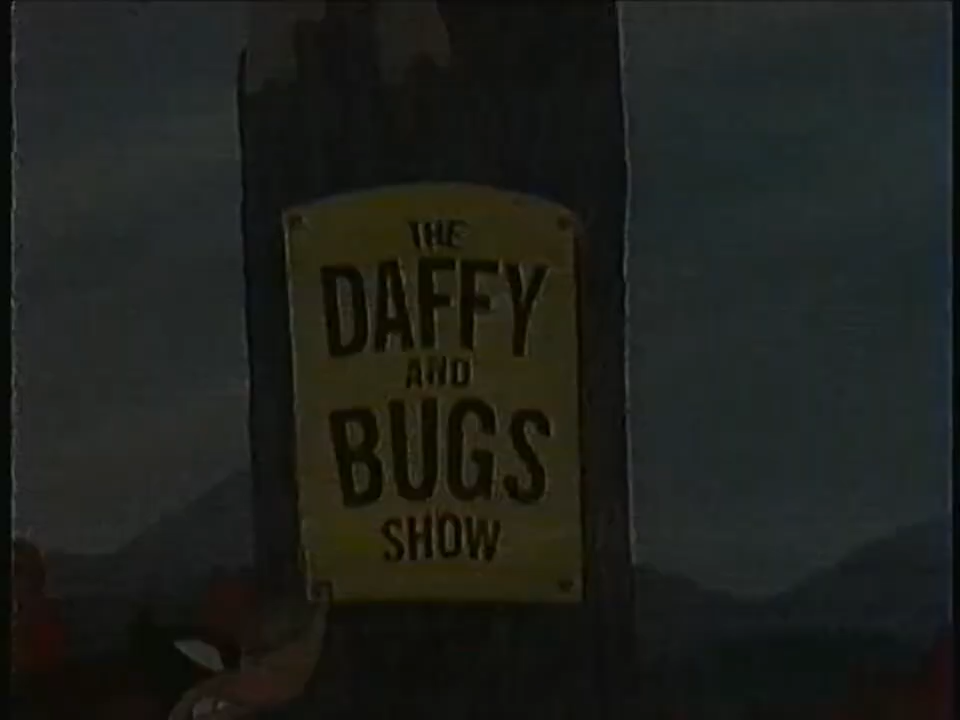 THE
DAFFY
AND
BUGS
SHOW